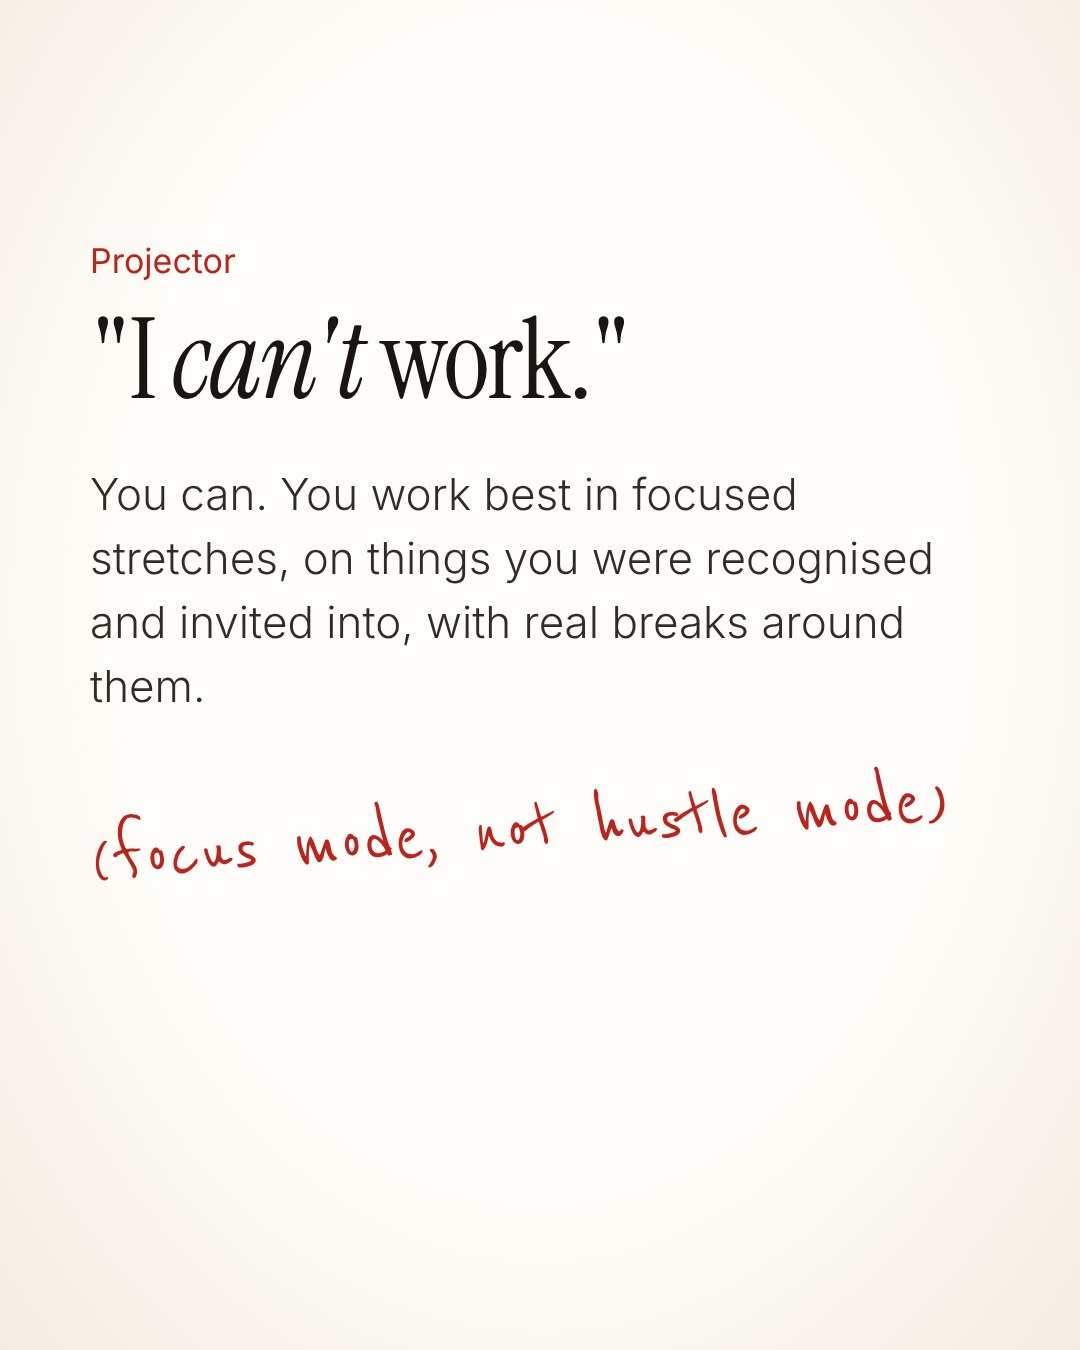 Projector
"I can't work."
You can. You work best in focused
stretches, on things you were recognised
and invited into, with real breaks around
them.
(focus mode, not hustle mode)